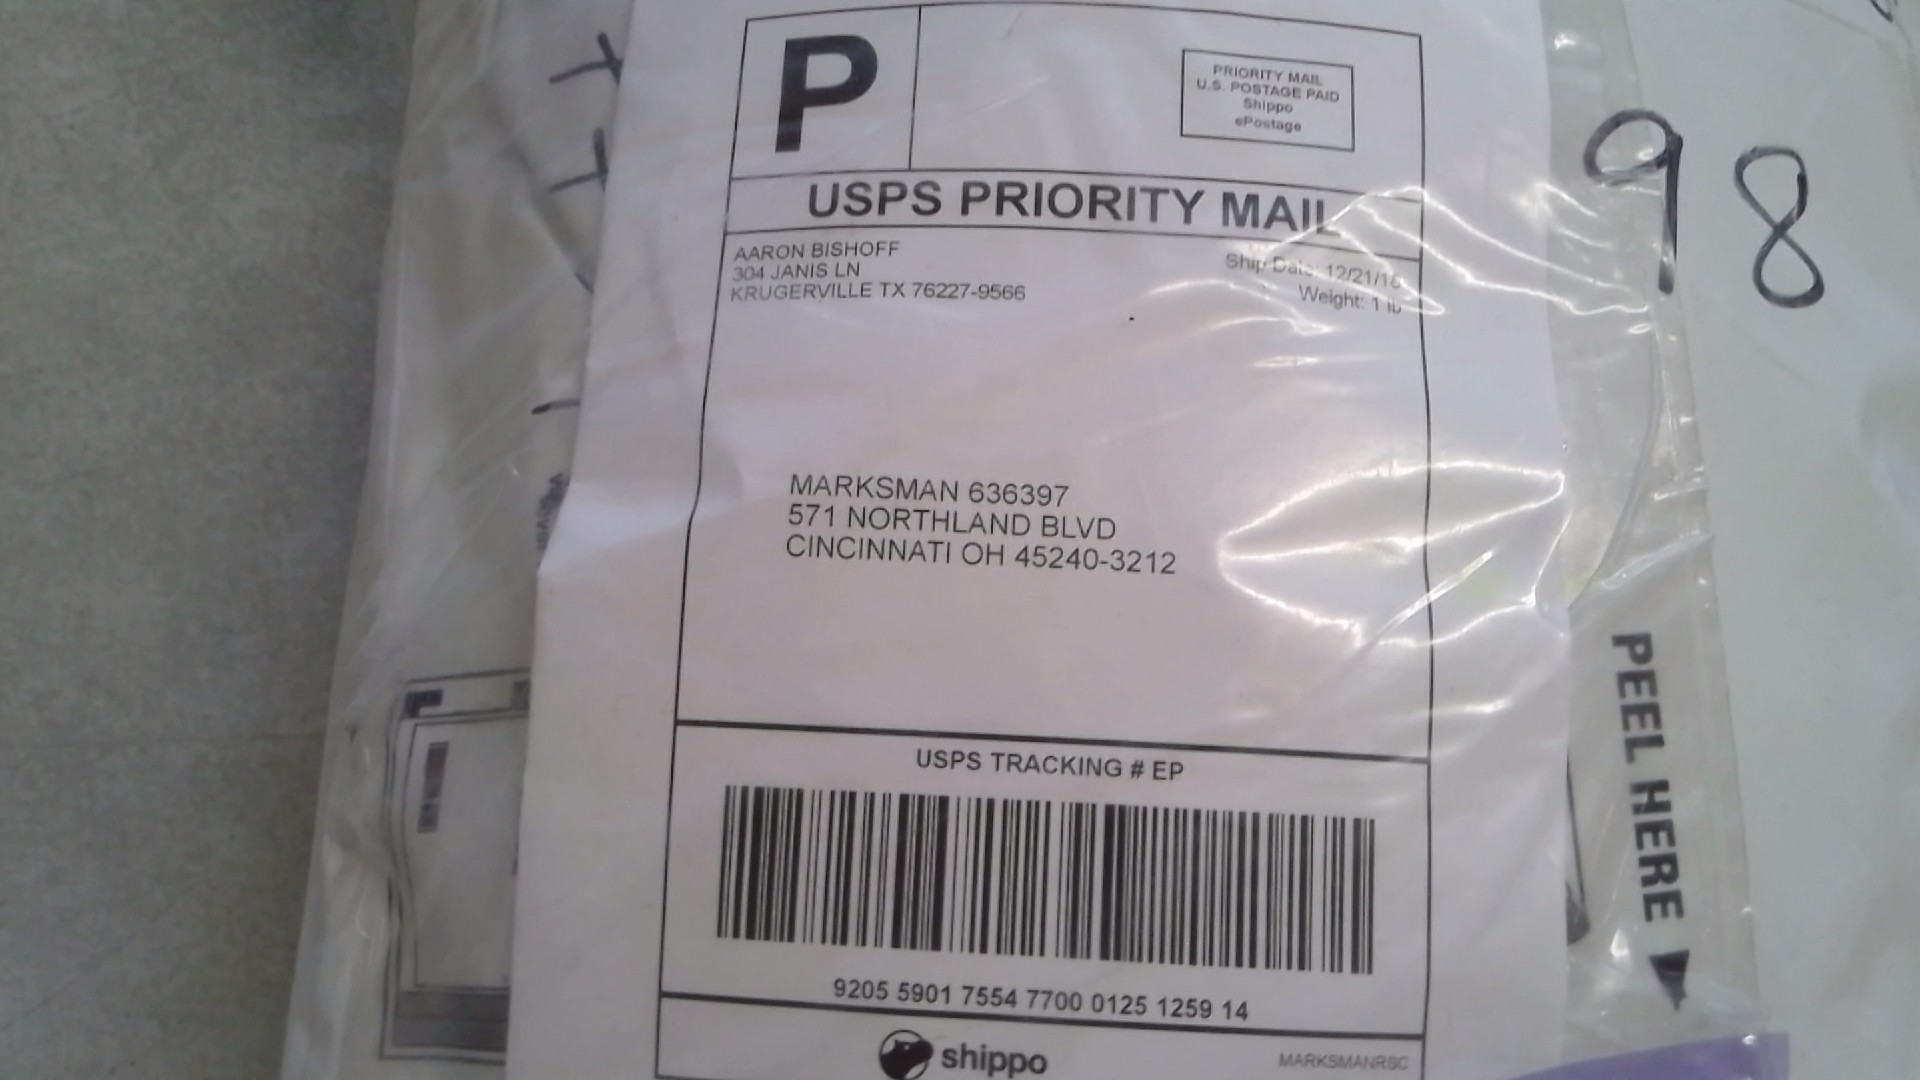 P
PRIORITY MAIL
U.S. POSTAGE PAID
Shippo
ePostage
USPS PRIORITY MAIL
AARON BISHOFF
304 JANIS LN
KRUGERVILLE TX 76227-9566
Ship Date:
Weight: 1 lb
98
MARKSMAN 636397
571 NORTHLAND BLVD
CINCINNATI OH 45240-3212
PEEL HERE
USPS TRACKING # EP
9205 5901 7554 7700 0125 1259 14
shippo
MARKSMANRSC